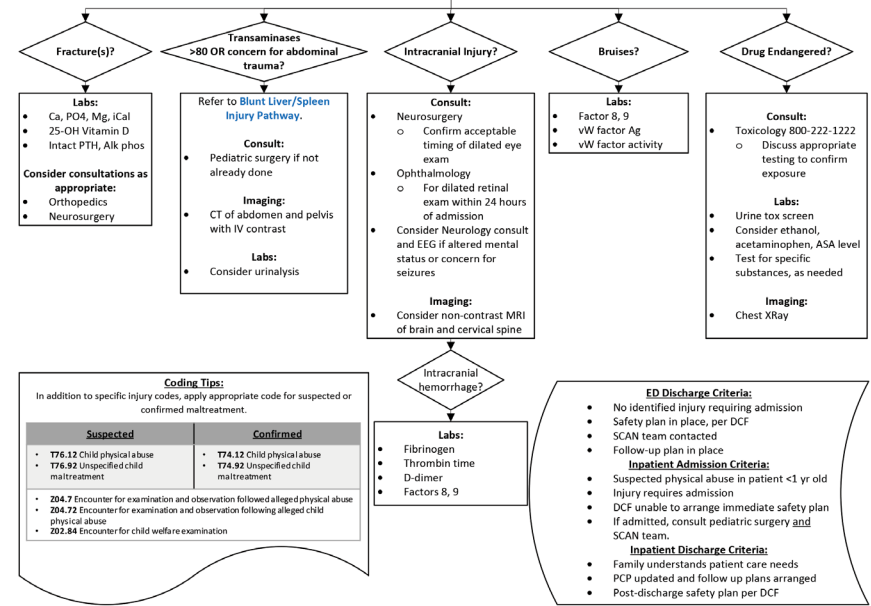 Fracture(s)?
Transaminases
>80 OR concern for abdominal
trauma?
Intracranial Injury?
Bruises?
Drug Endangered?
Labs:
• Ca, PO4, Mg, iCal
• 25-OH Vitamin D
• Intact PTH, Alk phos
Consider consultations as
appropriate:
• Orthopedics
• Neurosurgery
Refer to Blunt Liver/Spleen
Injury Pathway.
Consult:
• Pediatric surgery if not
already done
Imaging:
• CT of abdomen and pelvis
with IV contrast
Labs:
• Consider urinalysis
Consult:
• Neurosurgery
o Confirm acceptable
timing of dilated eye
exam
• Ophthalmology
o For dilated retinal
exam within 24 hours
of admission
• Consider Neurology consult
and EEG if altered mental
status or concern for
seizures
Imaging:
• Consider non-contrast MRI
of brain and cervical spine
Labs:
• Factor 8, 9
• vW factor Ag
• vW factor activity
Consult:
• Toxicology 800-222-1222
o Discuss appropriate
testing to confirm
exposure
Labs:
• Urine tox screen
• Consider ethanol,
acetaminophen, ASA level
• Test for specific
substances, as needed
Imaging:
• Chest XRay
Intracranial
hemorrhage?
Labs:
• Fibrinogen
• Thrombin time
• D-dimer
• Factors 8, 9
Coding Tips:
In addition to specific injury codes, apply appropriate code for suspected or
confirmed maltreatment.
Suspected
• T76.12 Child physical abuse
• T76.92 Unspecified child
maltreatment
Confirmed
• T74.12 Child physical abuse
• T74.92 Unspecified child
maltreatment
• Z04.7 Encounter for examination and observation followed alleged physical abuse
• Z04.72 Encounter for examination and observation following alleged child
physical abuse
• Z02.84 Encounter for child welfare examination
ED Discharge Criteria:
• No identified injury requiring admission
• Safety plan in place, per DCF
• SCAN team contacted
• Follow-up plan in place
Inpatient Admission Criteria:
• Suspected physical abuse in patient <1 yr old
• Injury requires admission
• DCF unable to arrange immediate safety plan
• If admitted, consult pediatric surgery and
SCAN team.
Inpatient Discharge Criteria:
• Family understands patient care needs
• PCP updated and follow up plans arranged
• Post-discharge safety plan per DCF